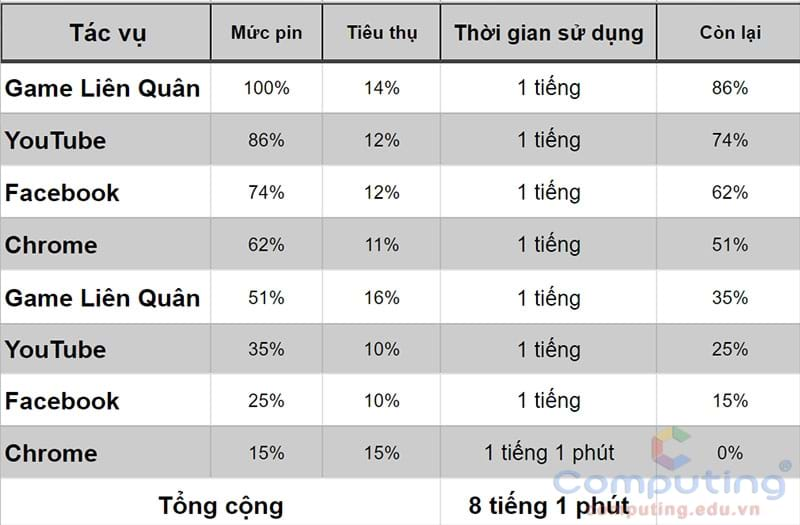 Tác vụ Mức pin Tiêu thụ Thời gian sử dụng Còn lại
Game Liên Quân 100% 14% 1 tiếng 86%
YouTube 86% 12% 1 tiếng 74%
Facebook 74% 12% 1 tiếng 62%
Chrome 62% 11% 1 tiếng 51%
Game Liên Quân 51% 16% 1 tiếng 35%
YouTube 35% 10% 1 tiếng 25%
Facebook 25% 10% 1 tiếng 15%
Chrome 15% 15% 1 tiếng 1 phút 0%
Computing®
Tổng cộng 8 tiếng 1 phút
computing.edu.vn